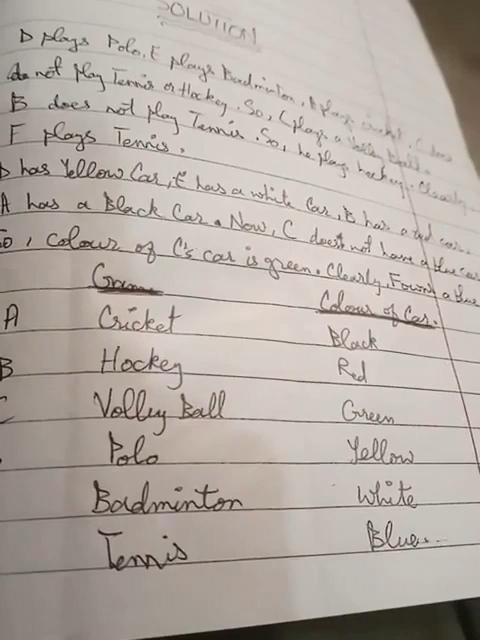 SOLUTION
D plays Polo, E plays Badminton, A plays cricket. C does
do not play Tennis or Hockey. So, C plays a Volley Ball.
B does not play Tennis. So, he plays hockey. Clearly
F plays Tennis.
D has Yellow Car, E has a white Car, B has a red car.
A has a Black Car. Now, C does not have a blue car
So, Colour of C's car is green. Clearly, F owns a blue
Game Colour of Car.
A Cricket Black
B Hockey Red
C Volley Ball Green
Polo Yellow
Badminton White
Tennis Blue..